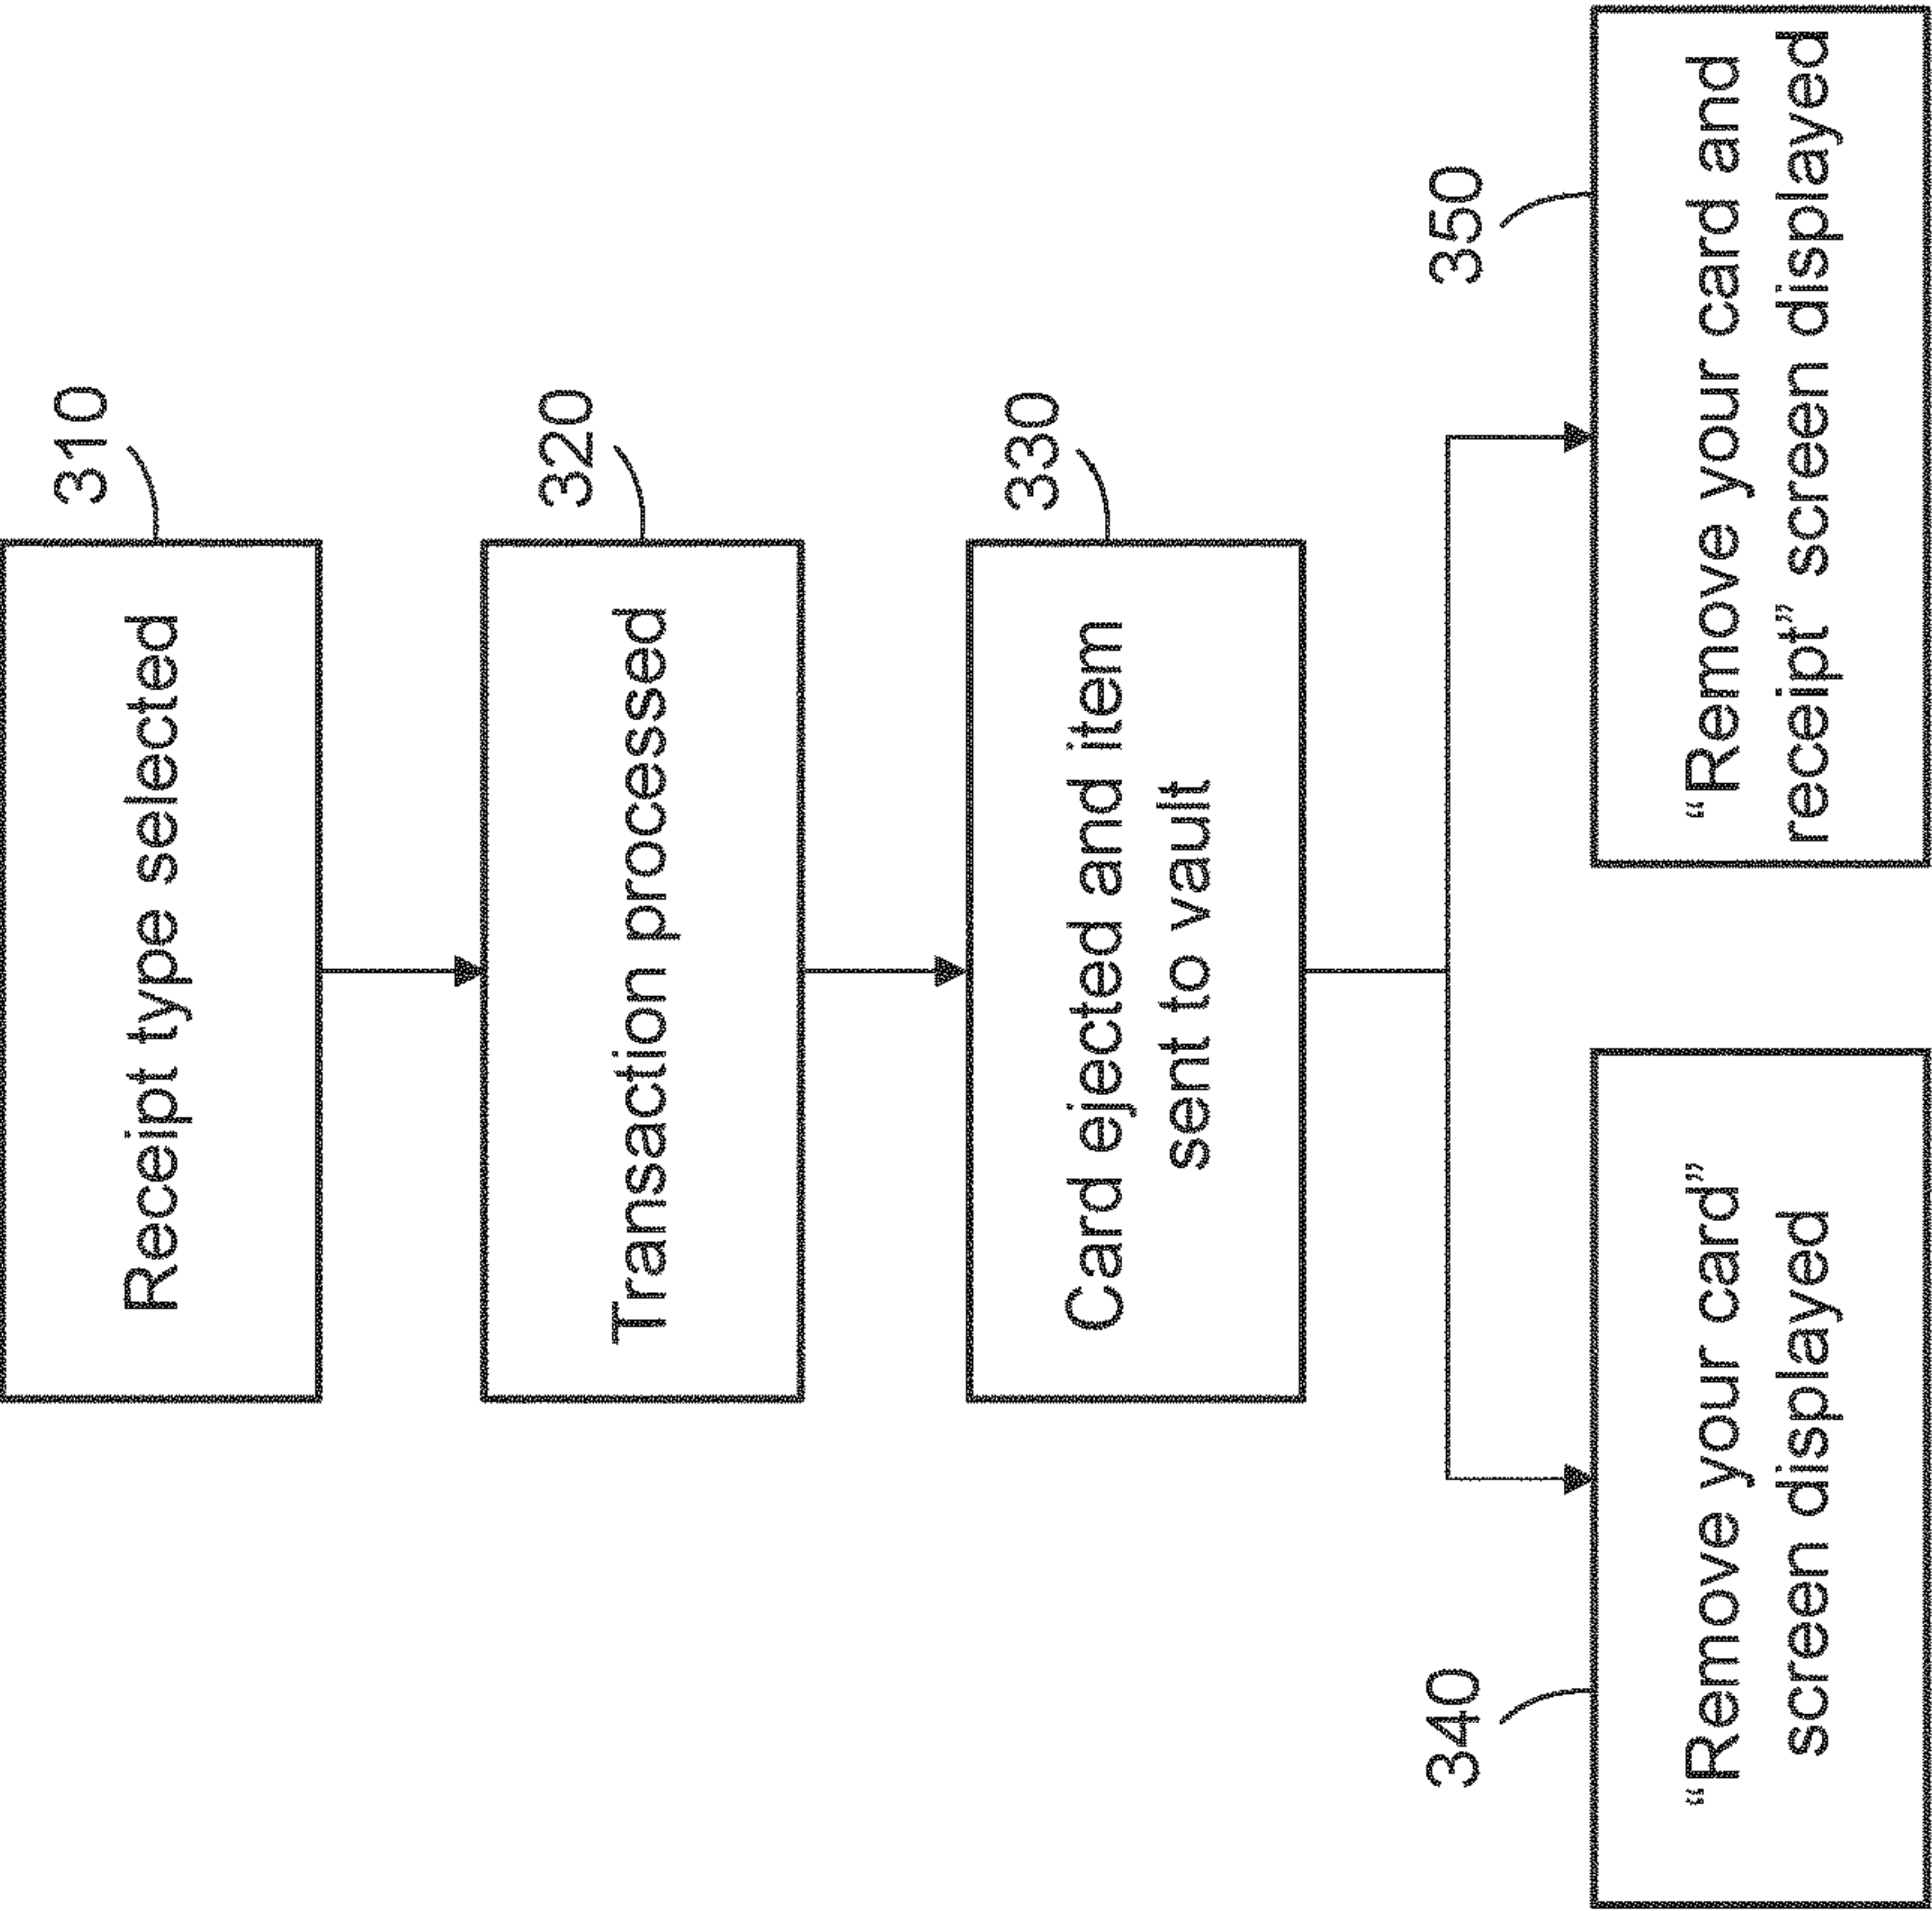 310
Receipt type selected
320
Transaction processed
330
Card ejected and item
sent to vault
340
“Remove your card”
screen displayed
350
“Remove your card and
receipt” screen displayed